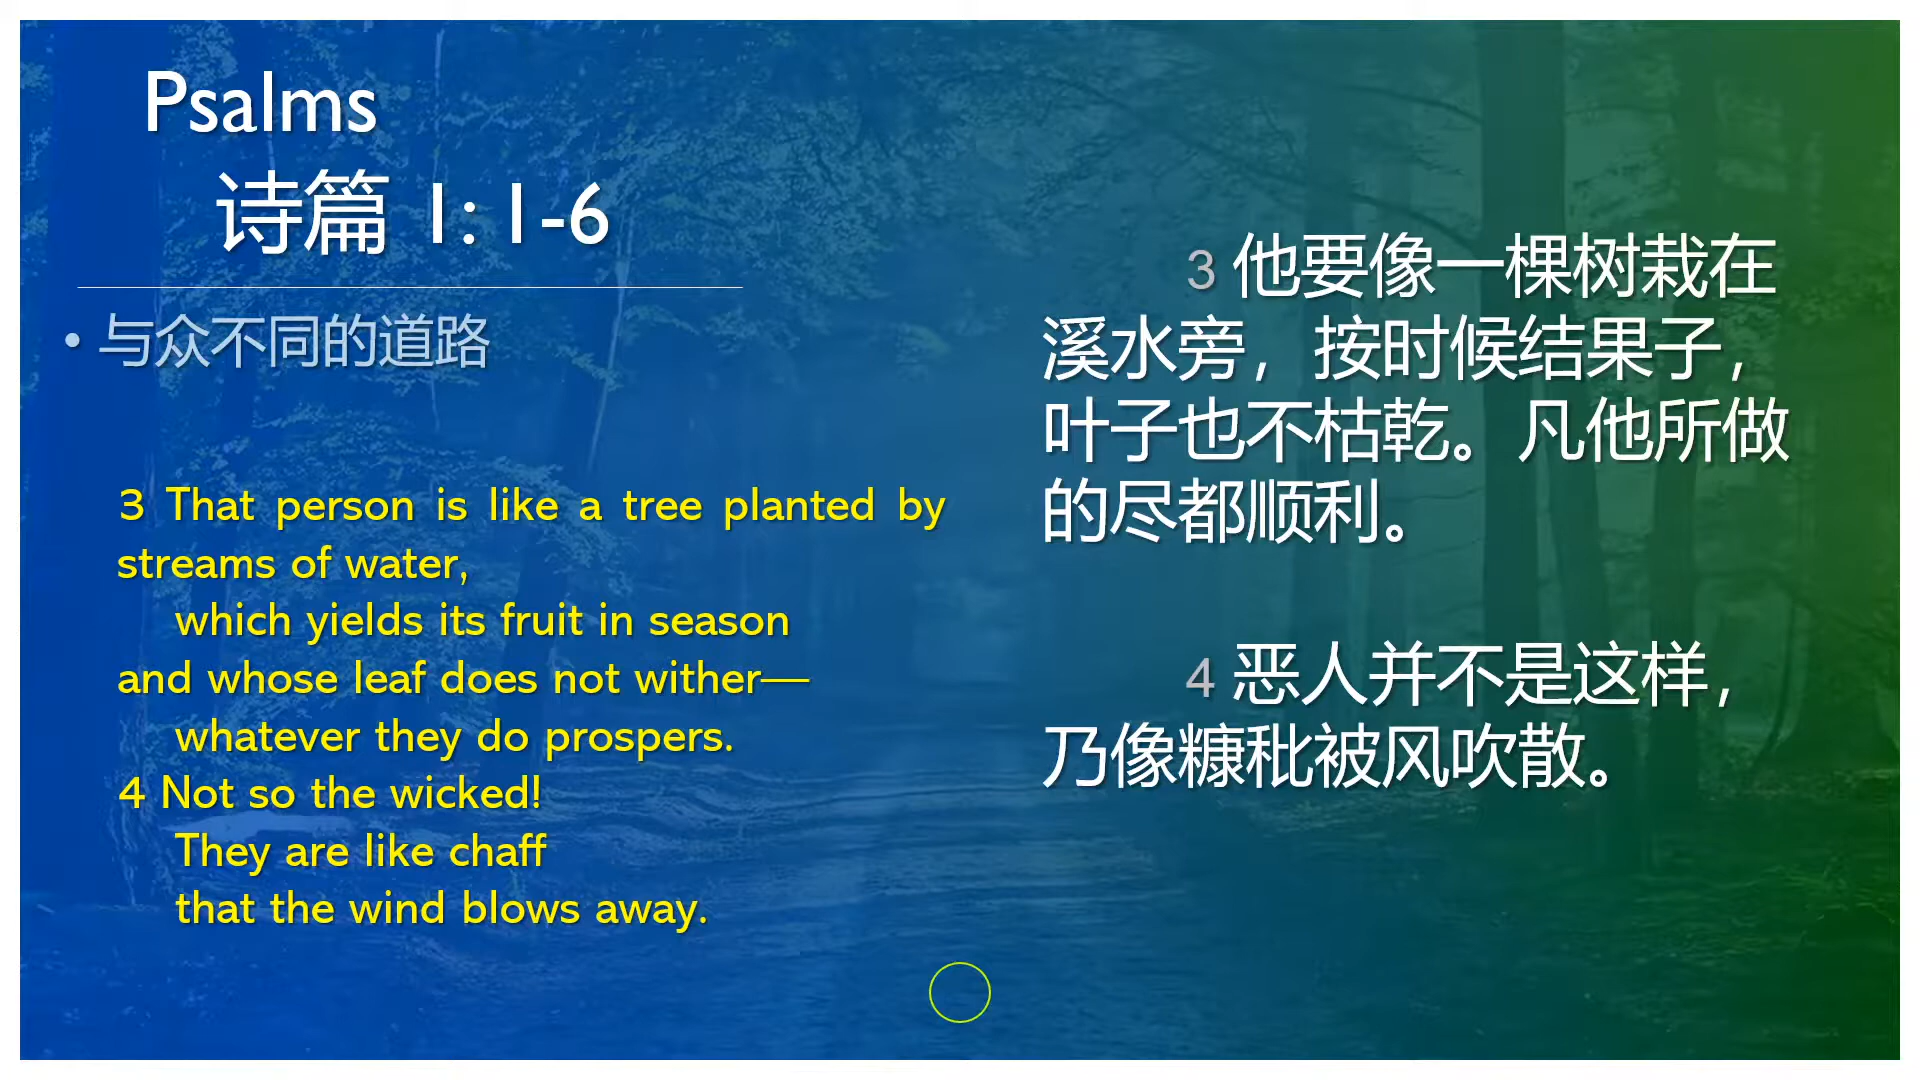 Psalms
诗篇 1: 1-6
• 与众不同的道路
3 That person is like a tree planted by
streams of water,
which yields its fruit in season
and whose leaf does not wither—
whatever they do prospers.
4 Not so the wicked!
They are like chaff
that the wind blows away.
3 他要像一棵树栽在
溪水旁，按时候结果子，
叶子也不枯乾。凡他所做
的尽都顺利。
4 恶人并不是这样，
乃像糠秕被风吹散。